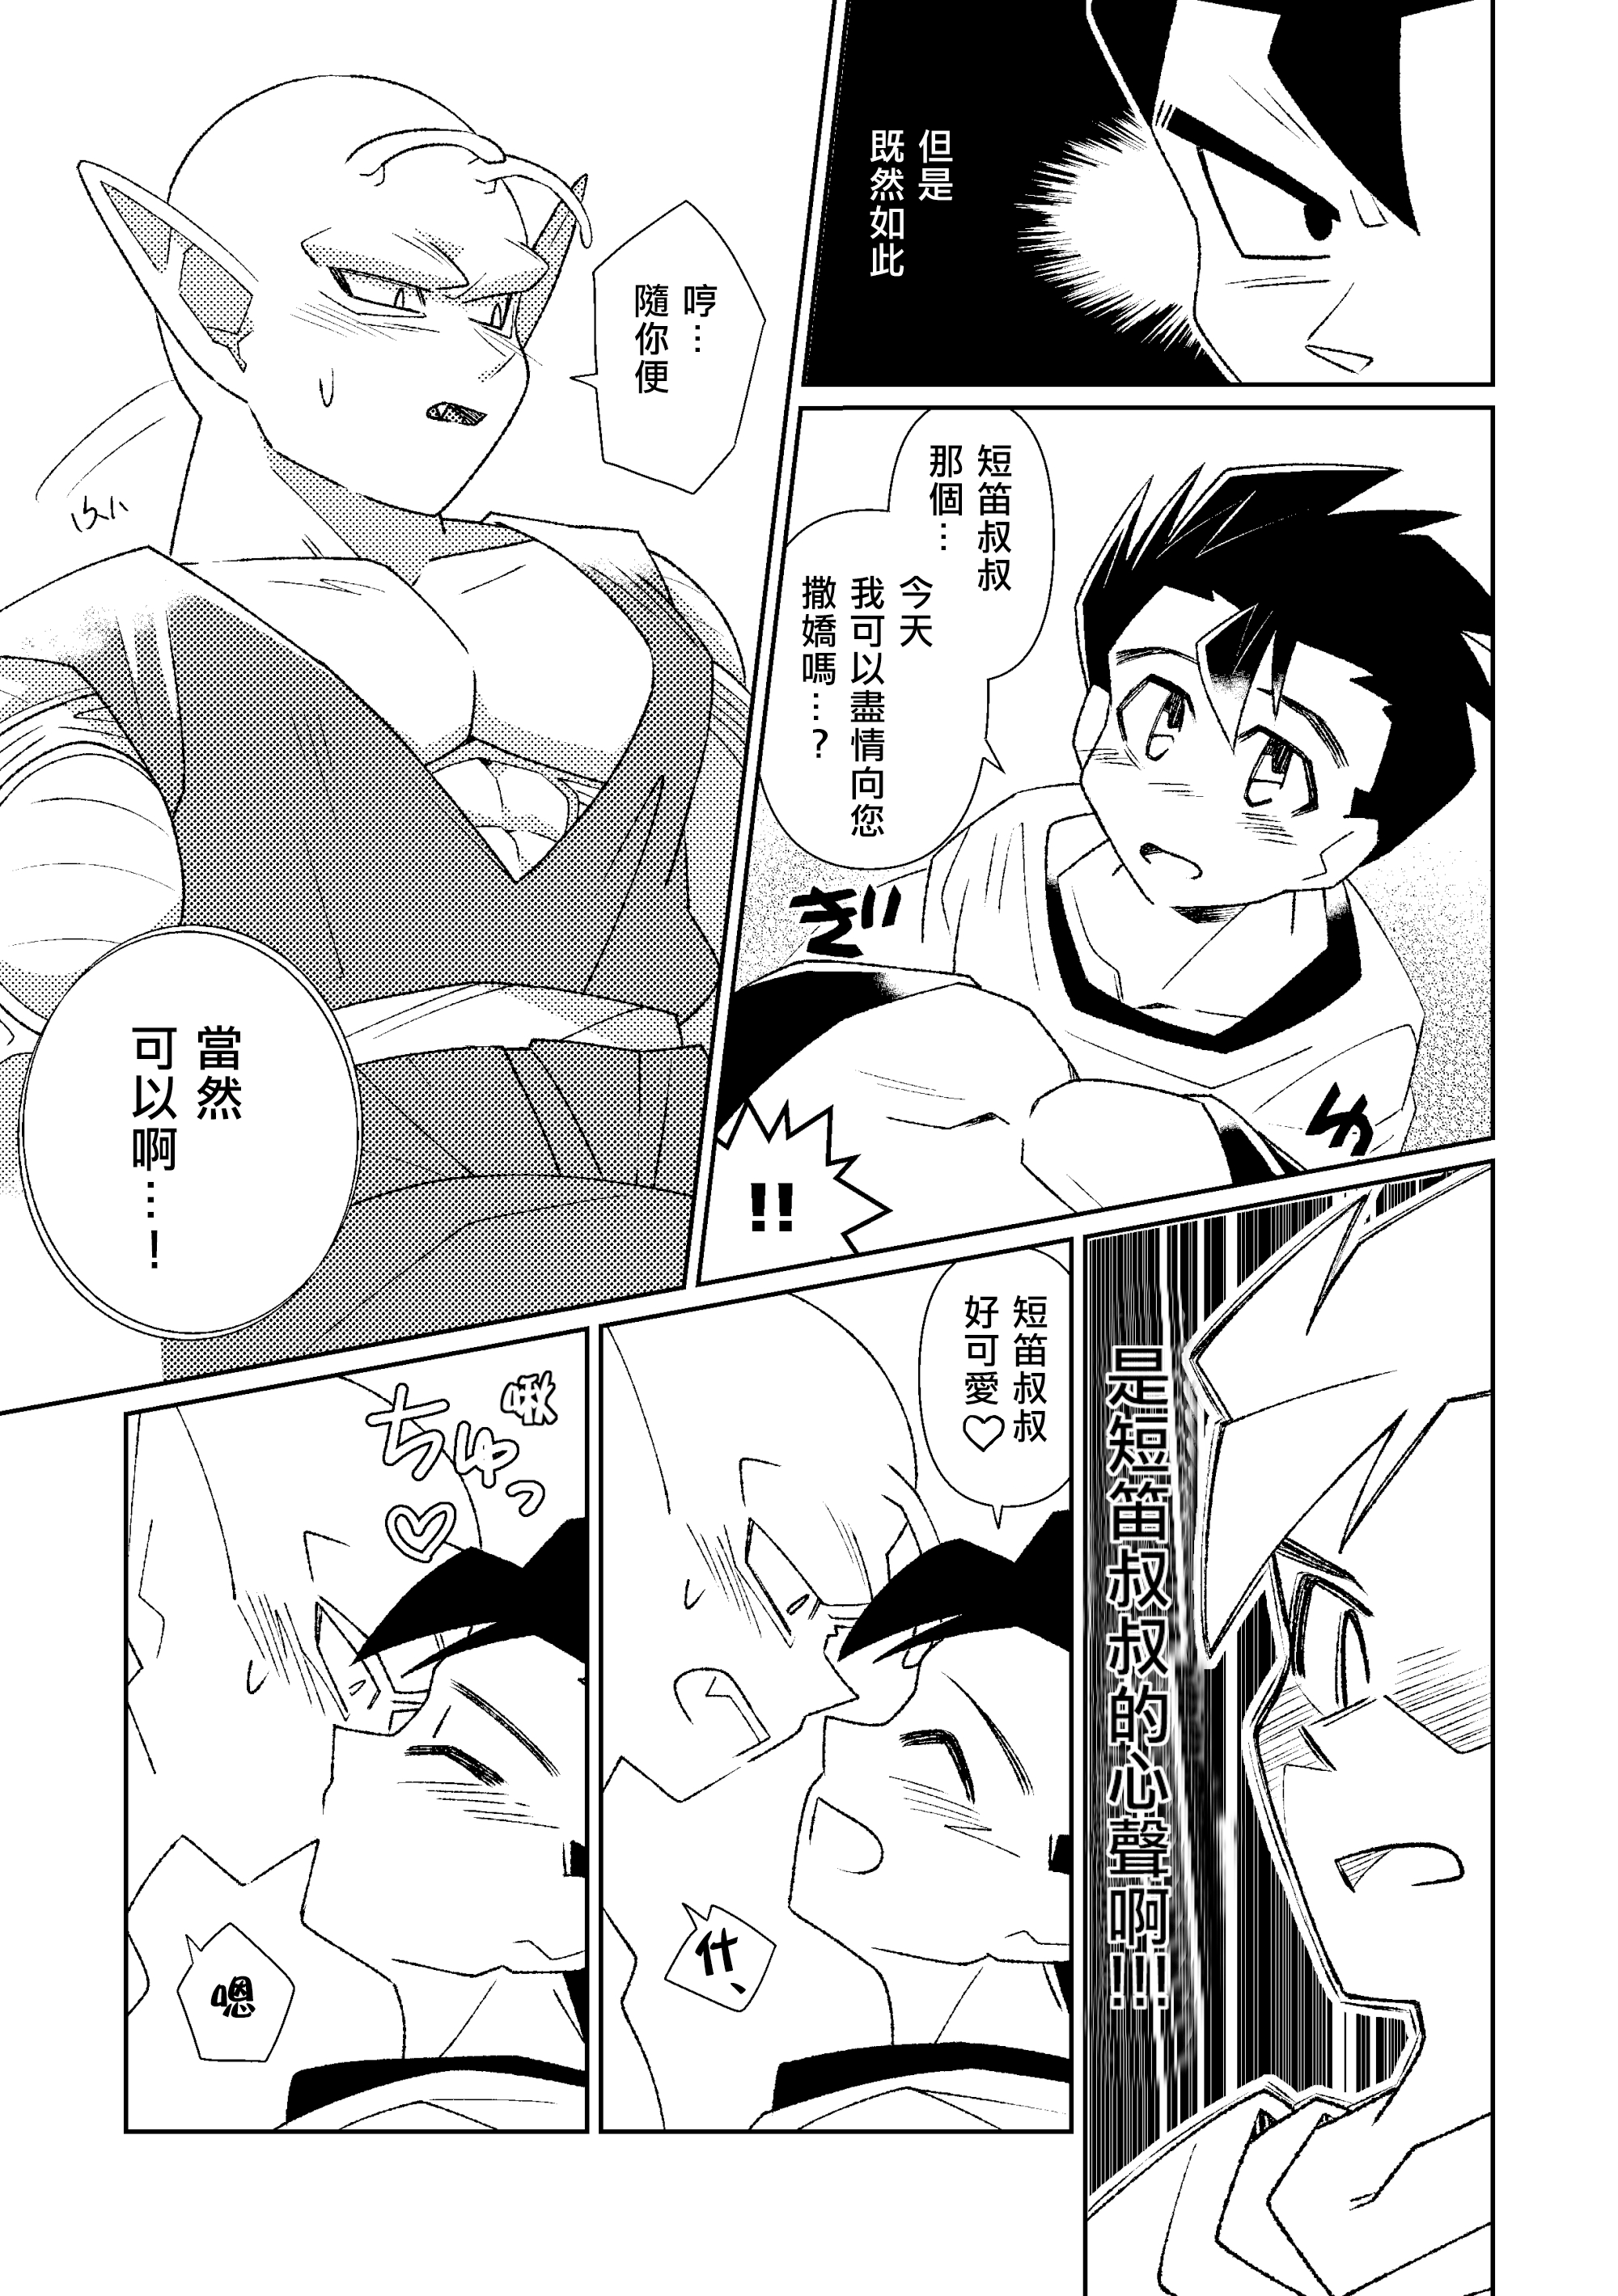 但是
既然如此
短笛叔叔
那個…
今天
我可以盡情向您
撒嬌嗎…？
ぎ
ゅ
!!
哼…
隨你便
當然
可以啊…！
是短笛叔叔的心聲啊!!!
短笛叔叔
好可愛♡
什、
啾
ちゅっ
♡
嗯